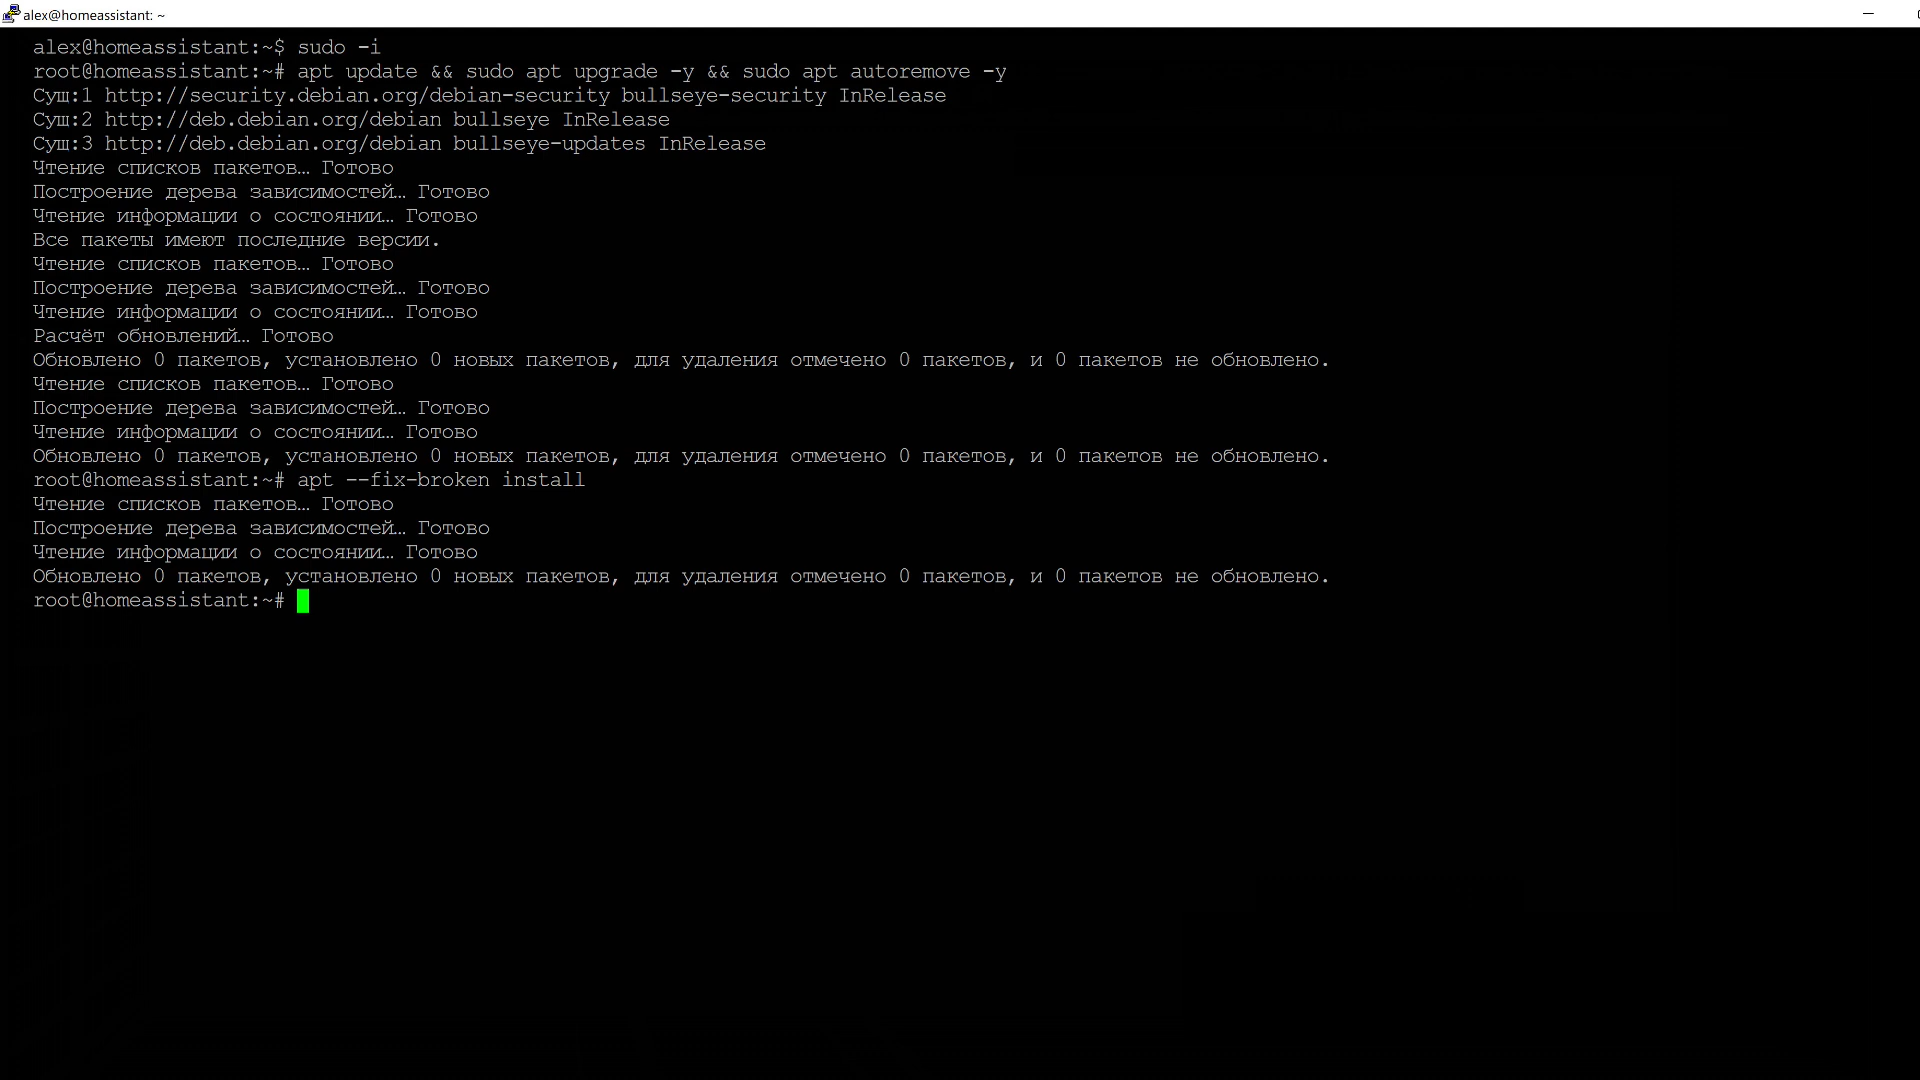 alex@homeassistant: ~
alex@homeassistant:~$ sudo -i
root@homeassistant:~# apt update && sudo apt upgrade -y && sudo apt autoremove -y
Сущ:1 http://security.debian.org/debian-security bullseye-security InRelease
Сущ:2 http://deb.debian.org/debian bullseye InRelease
Сущ:3 http://deb.debian.org/debian bullseye-updates InRelease
Чтение списков пакетов… Готово
Построение дерева зависимостей… Готово
Чтение информации о состоянии… Готово
Все пакеты имеют последние версии.
Чтение списков пакетов… Готово
Построение дерева зависимостей… Готово
Чтение информации о состоянии… Готово
Расчёт обновлений… Готово
Обновлено 0 пакетов, установлено 0 новых пакетов, для удаления отмечено 0 пакетов, и 0 пакетов не обновлено.
Чтение списков пакетов… Готово
Построение дерева зависимостей… Готово
Чтение информации о состоянии… Готово
Обновлено 0 пакетов, установлено 0 новых пакетов, для удаления отмечено 0 пакетов, и 0 пакетов не обновлено.
root@homeassistant:~# apt --fix-broken install
Чтение списков пакетов… Готово
Построение дерева зависимостей… Готово
Чтение информации о состоянии… Готово
Обновлено 0 пакетов, установлено 0 новых пакетов, для удаления отмечено 0 пакетов, и 0 пакетов не обновлено.
root@homeassistant:~#